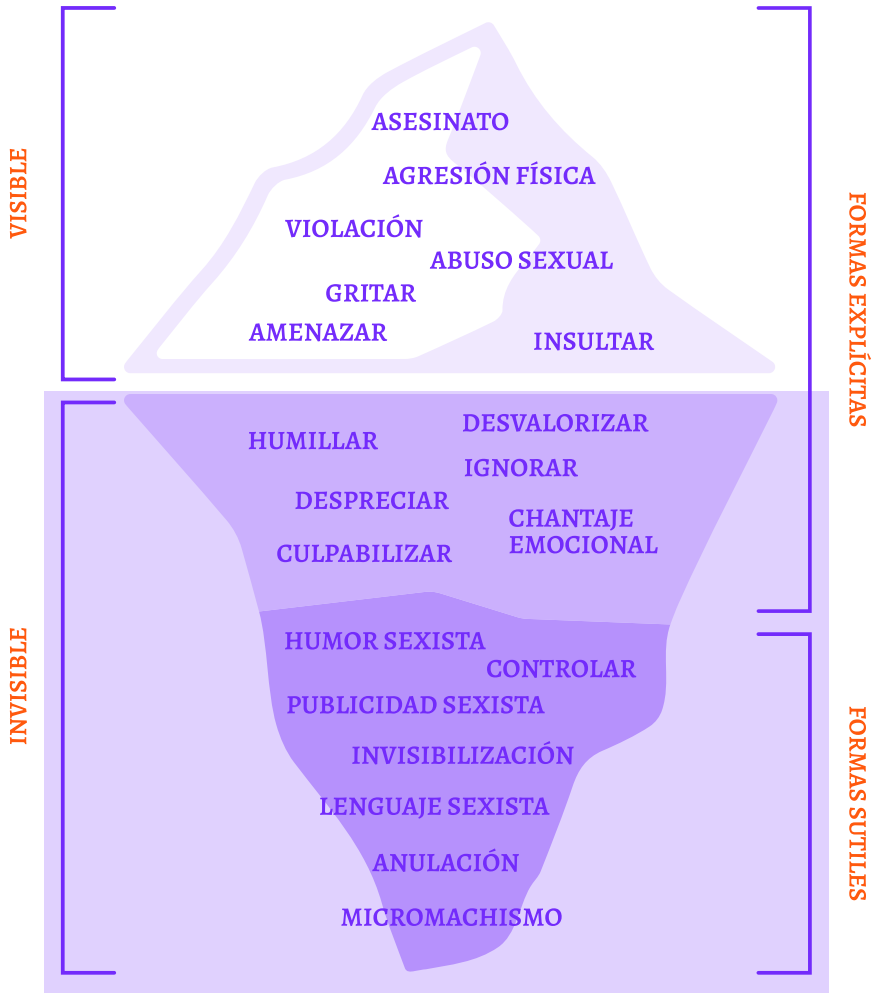 VISIBLE
ASESINATO
AGRESIÓN FÍSICA
VIOLACIÓN
ABUSO SEXUAL
GRITAR
AMENAZAR
INSULTAR
FORMAS EXPLÍCITAS
INVISIBLE
DESVALORIZAR
HUMILLAR
IGNORAR
DESPRECIAR
CHANTAJE
EMOCIONAL
CULPABILIZAR
HUMOR SEXISTA
CONTROLAR
PUBLICIDAD SEXISTA
INVISIBILIZACIÓN
LENGUAJE SEXISTA
ANULACIÓN
MICROMACHISMO
FORMAS SUTILES